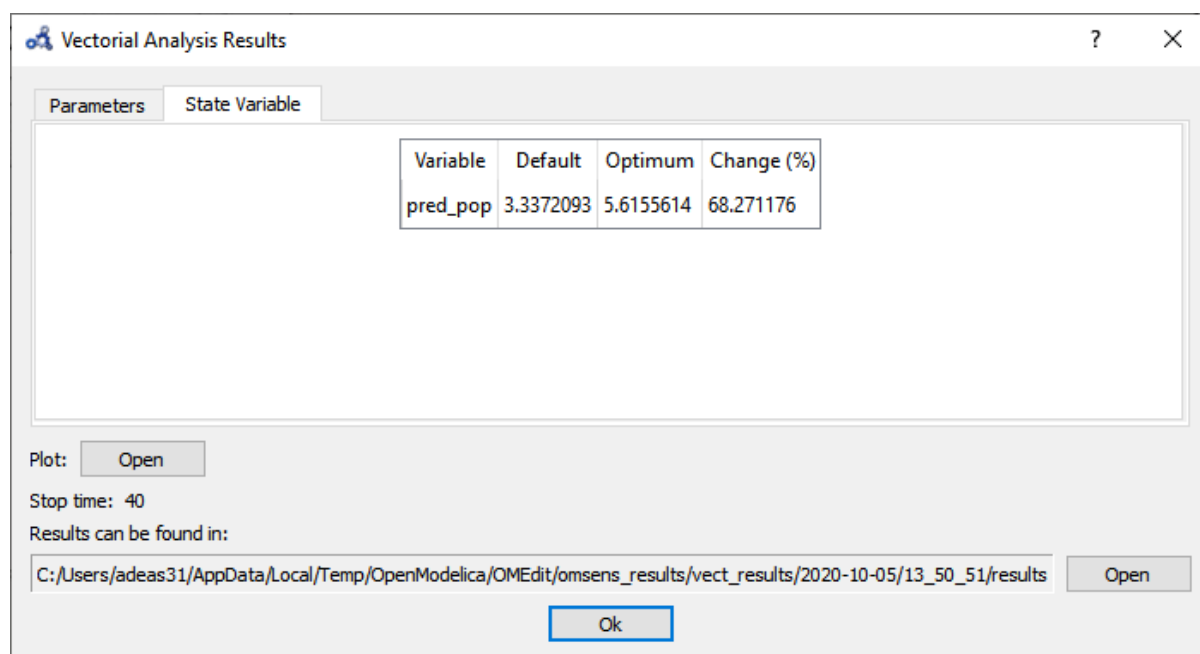 Vectorial Analysis Results ?
Parameters State Variable
Variable Default Optimum Change (%)
pred_pop 3.3372093 5.6155614 68.271176
Plot: Open
Stop time: 40
Results can be found in:
C:/Users/adeas31/AppData/Local/Temp/OpenModelica/OMEdit/omsens_results/vect_results/2020-10-05/13_50_51/results Open
Ok